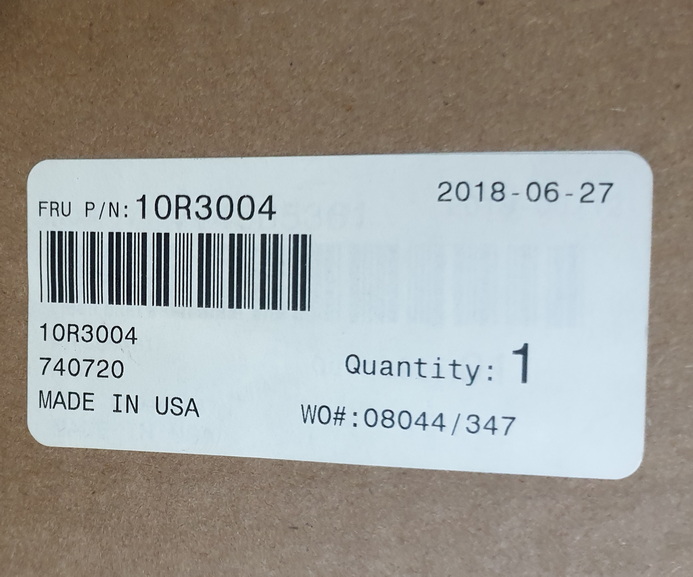 2018-06-27
FRU P/N:10R3004
10R3004
740720
Quantity: 1
MADE IN USA
WO#:08044/347